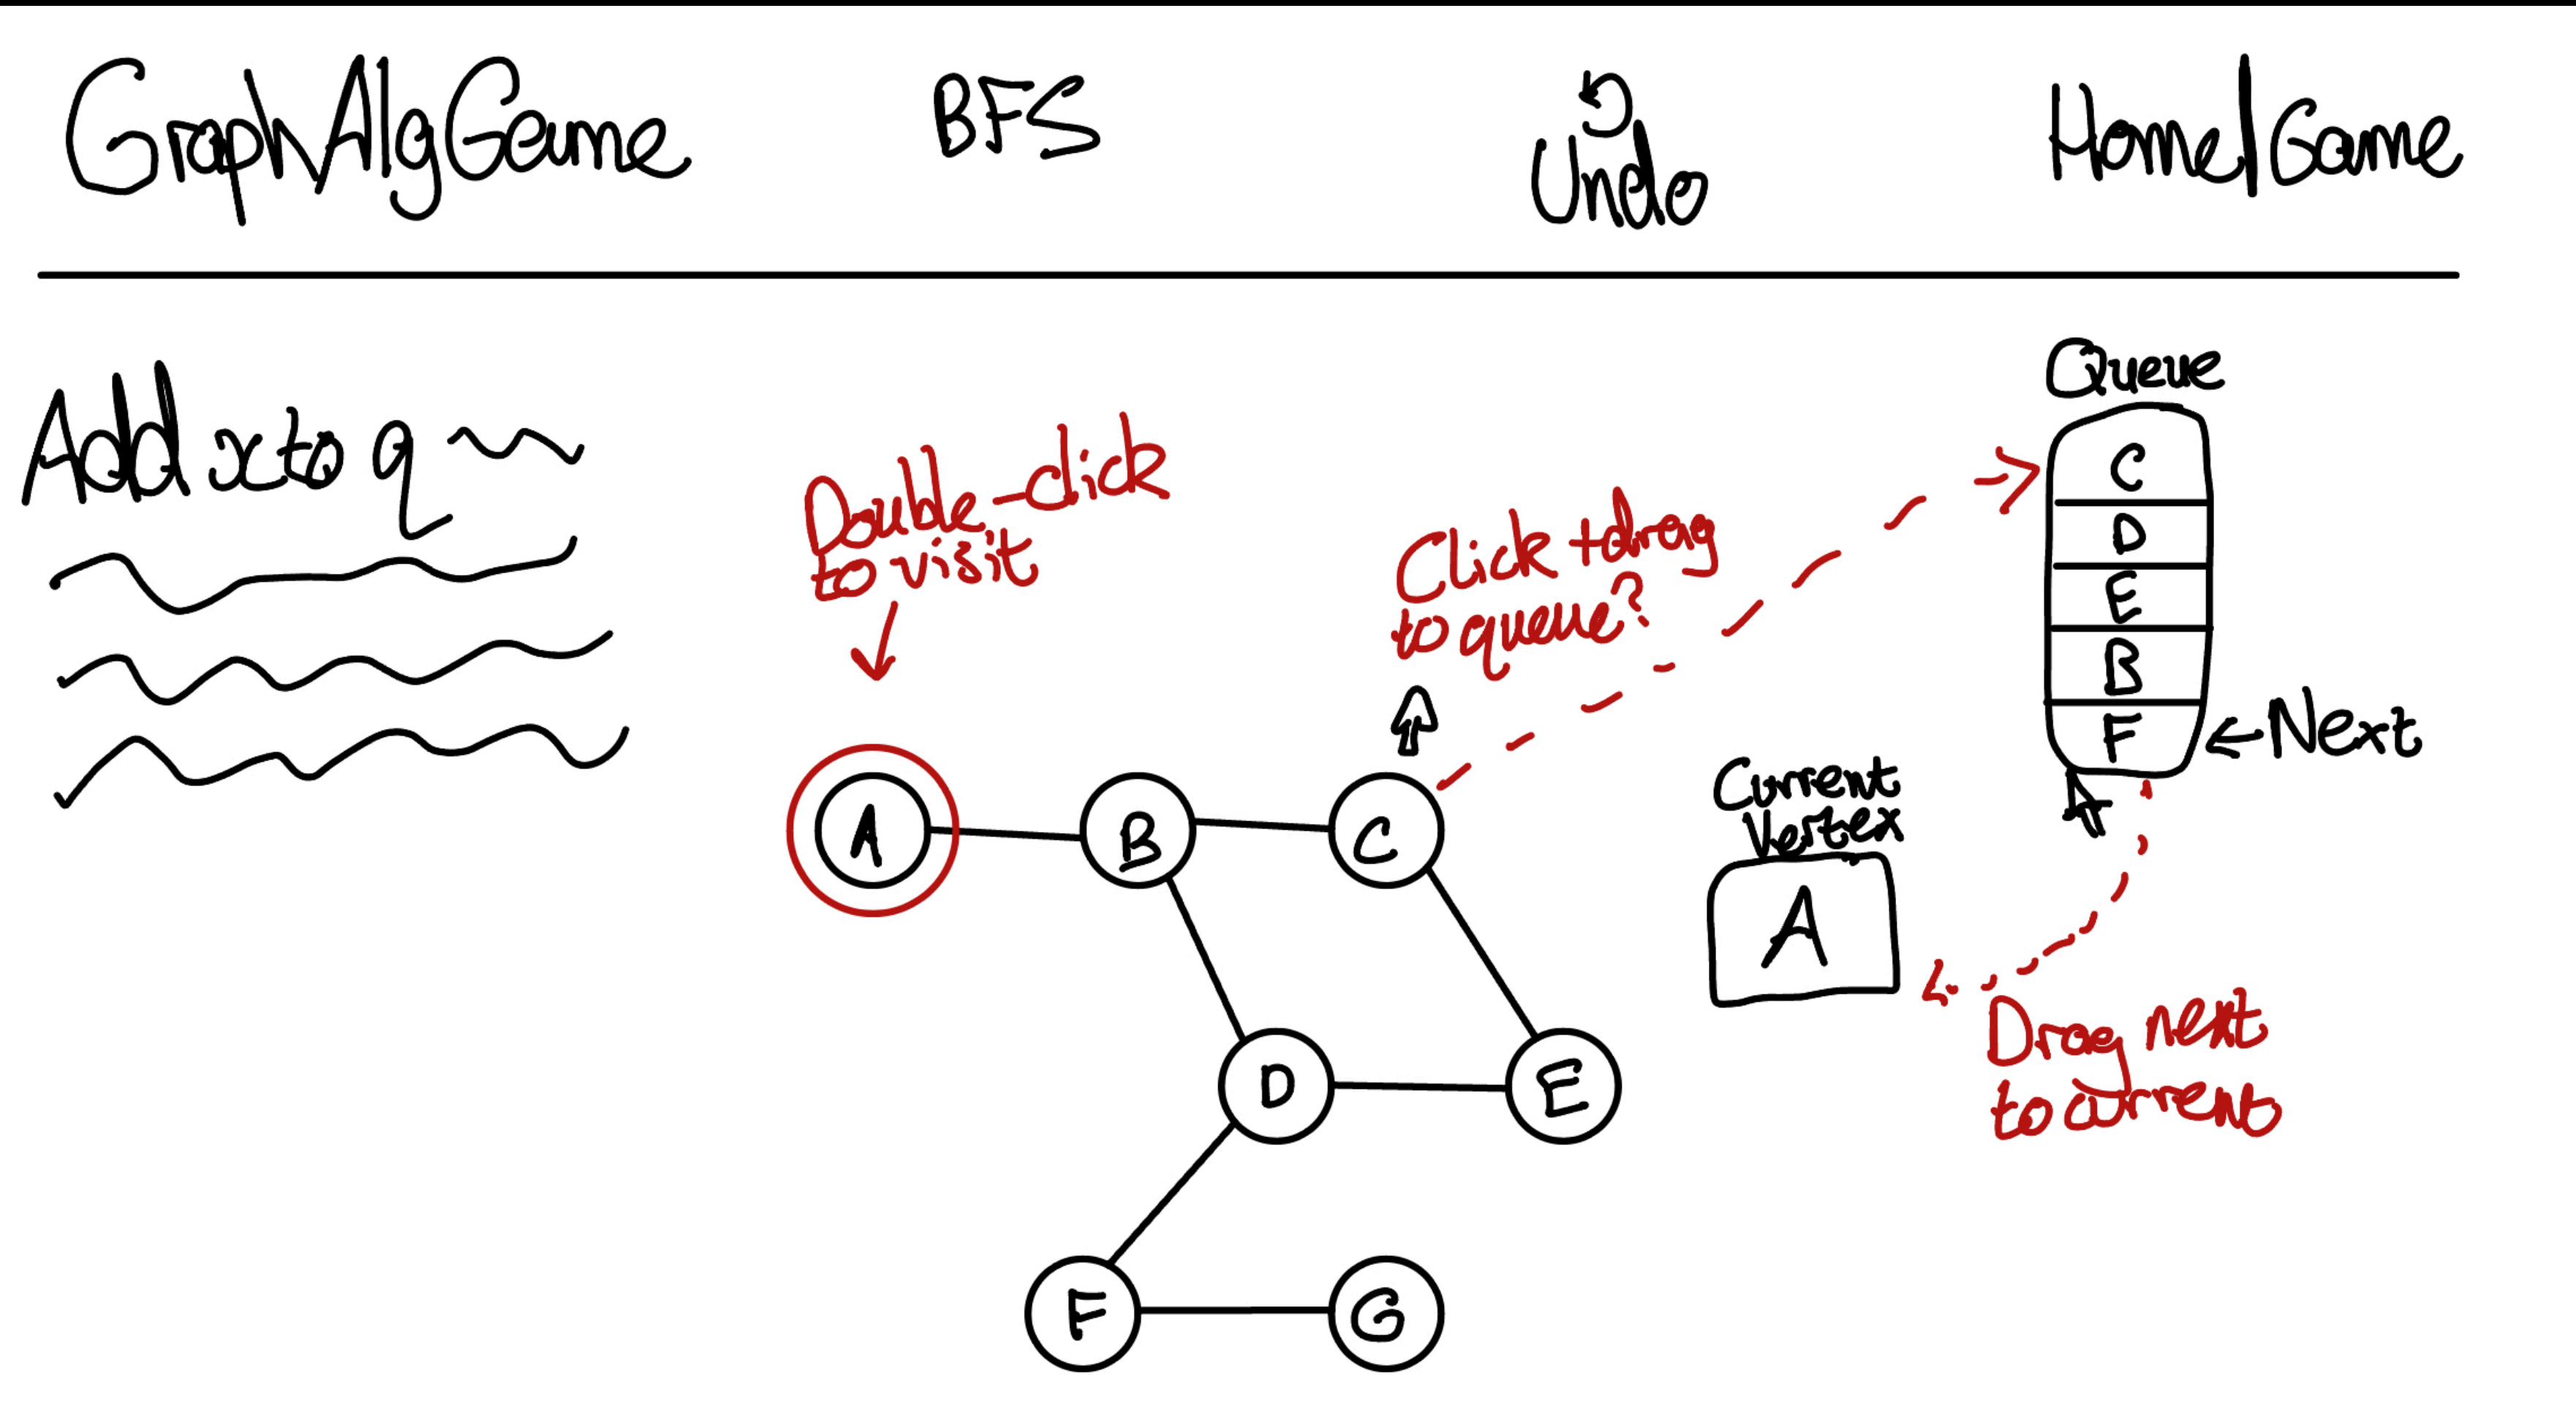 GraphAlgGame
BFS
Undo
Home|Game
Add x to q
Double-click
to visit
Click + drag
to queue?
Queue
C
D
E
B
F
←Next
Current
Vertex
A
Drag next
to current
A
B
C
D
E
F
G